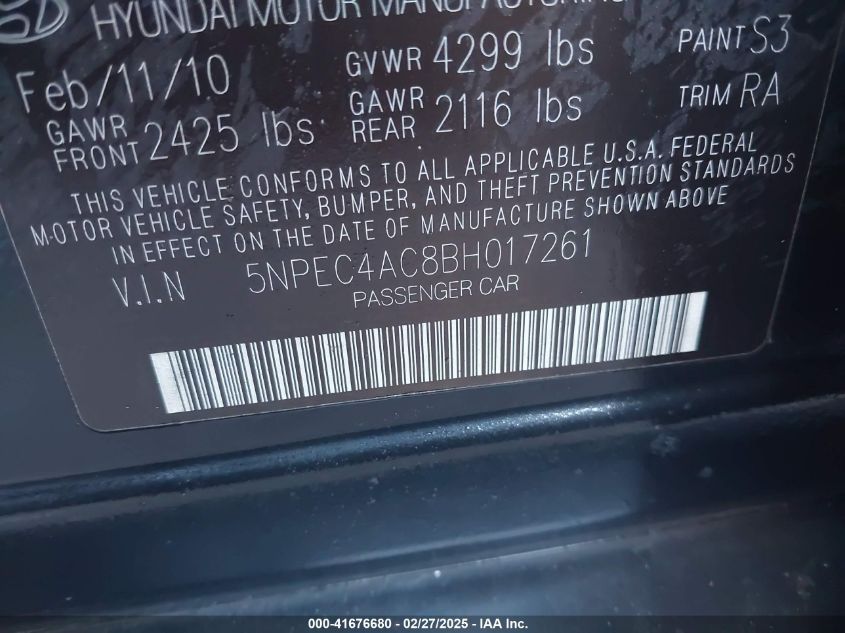 HYUNDAI MOTOR MANUFACTURING
Feb/11/10 GVWR 4299 lbs PAINT S3
GAWR FRONT 2425 lbs GAWR REAR 2116 lbs TRIM RA
THIS VEHICLE CONFORMS TO ALL APPLICABLE U.S.A. FEDERAL
MOTOR VEHICLE SAFETY, BUMPER, AND THEFT PREVENTION STANDARDS
IN EFFECT ON THE DATE OF MANUFACTURE SHOWN ABOVE
V.I.N 5NPEC4AC8BH017261
PASSENGER CAR
000-41676680 - 02/27/2025 - IAA Inc.